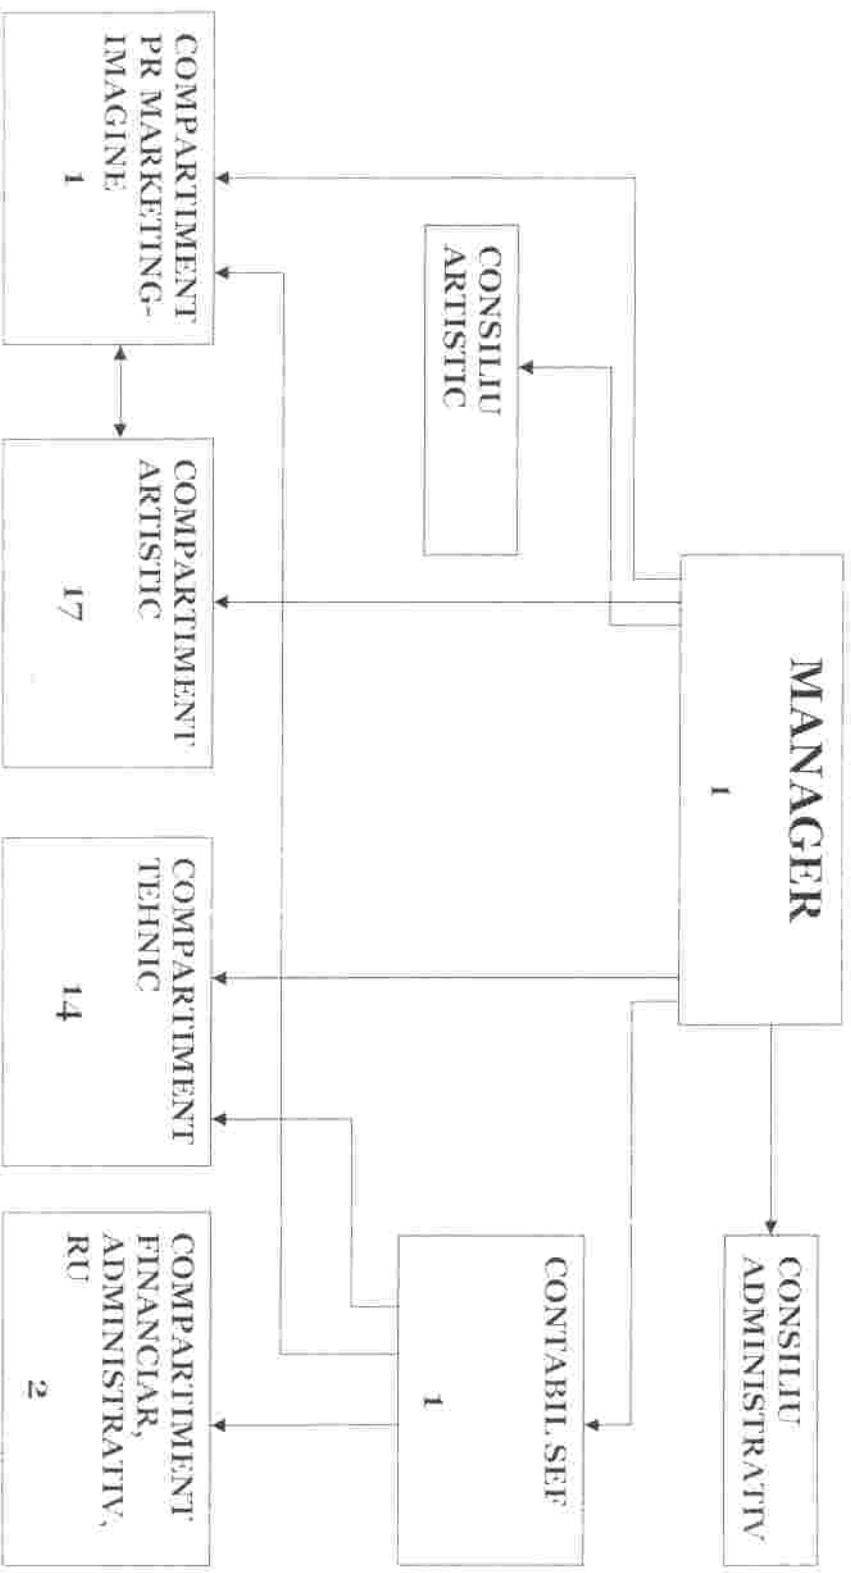 MANAGER
1
CONSILIU
ADMINISTRATIV
CONSILIU
ARTISTIC
CONTABIL SEF
1
COMPARTIMENT
PR MARKETING-
IMAGINE
1
COMPARTIMENT
ARTISTIC
17
COMPARTIMENT
TEHNIC
14
COMPARTIMENT
FINANCIAR,
ADMINISTRATIV,
RU
2